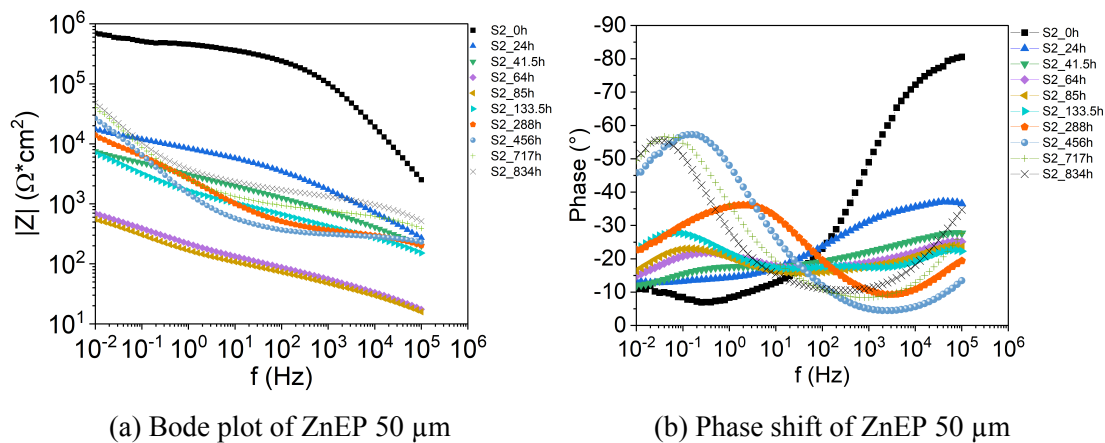 10^6
10^5
10^4
10^3
10^2
10^1
|Z| (Ω*cm2)
10^-2 10^-1 10^0 10^1 10^2 10^3 10^4 10^5 10^6
f (Hz)
S2_0h
S2_24h
S2_41.5h
S2_64h
S2_85h
S2_133.5h
S2_288h
S2_456h
S2_717h
S2_834h
(a) Bode plot of ZnEP 50 µm
-90
-80
-70
-60
-50
-40
-30
-20
-10
0
Phase (°)
10^-2 10^-1 10^0 10^1 10^2 10^3 10^4 10^5 10^6
f (Hz)
S2_0h
S2_24h
S2_41.5h
S2_64h
S2_85h
S2_133.5h
S2_288h
S2_456h
S2_717h
S2_834h
(b) Phase shift of ZnEP 50 µm